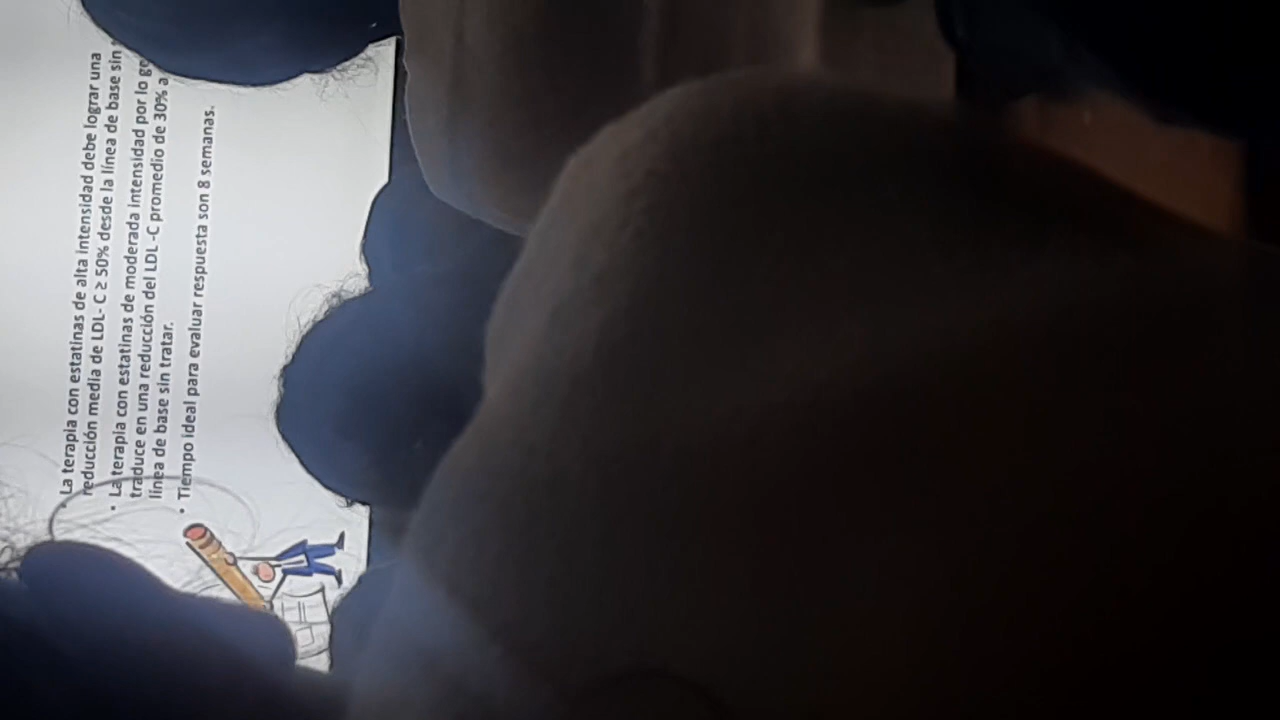 La terapia con estatinas de alta intensidad debe lograr una
reducción media de LDL- C ≥ 50% desde la línea de base sin
La terapia con estatinas de moderada intensidad por lo
traduce en una reducción del LDL -C promedio de 30%
línea de base sin tratar.
Tiempo ideal para evaluar respuesta son 8 semanas.